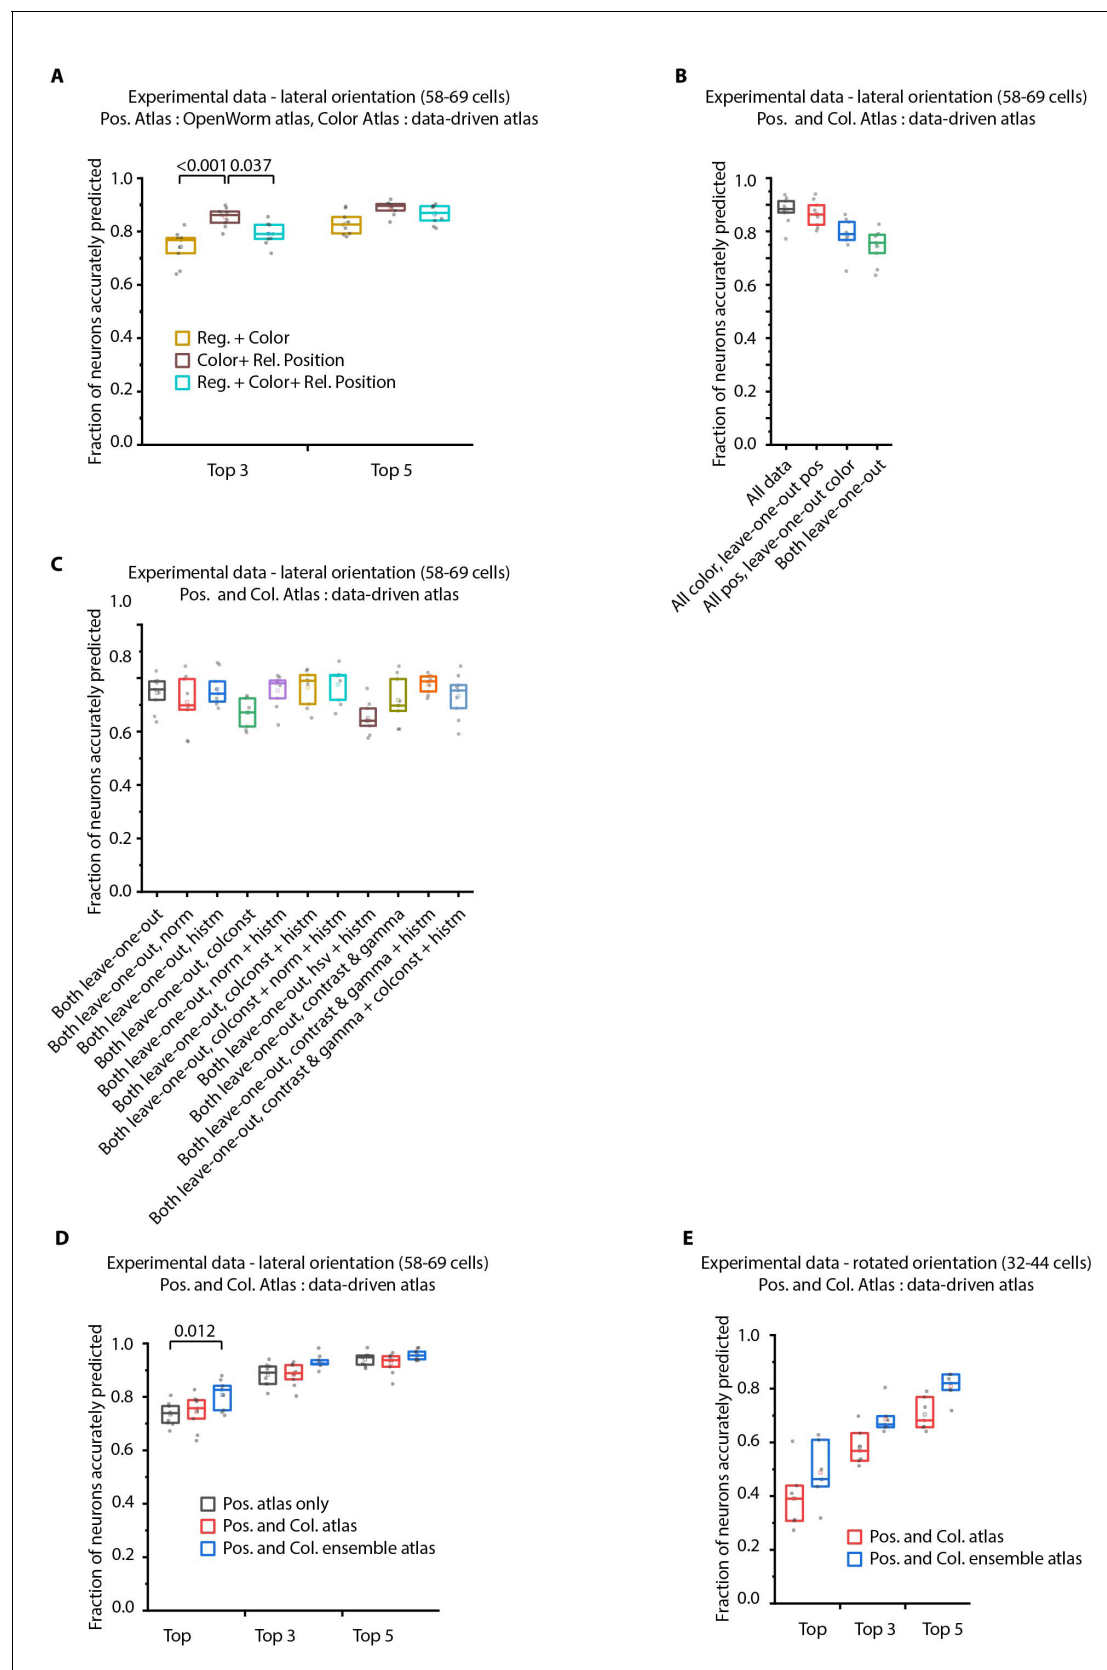 A
Experimental data - lateral orientation (58-69 cells)
Pos. Atlas : OpenWorm atlas, Color Atlas : data-driven atlas
<0.001 0.037
Fraction of neurons accurately predicted
1.0
0.8
0.6
0.4
0.2
0.0
Reg. + Color
Color+ Rel. Position
Reg. + Color+ Rel. Position
Top 3
Top 5
B
Experimental data - lateral orientation (58-69 cells)
Pos. and Col. Atlas : data-driven atlas
Fraction of neurons accurately predicted
1.0
0.8
0.6
0.4
0.2
0.0
All data
All color, leave-one-out pos
All pos, leave-one-out color
Both leave-one-out
C
Experimental data - lateral orientation (58-69 cells)
Pos. and Col. Atlas : data-driven atlas
Fraction of neurons accurately predicted
1.0
0.8
0.6
0.4
0.2
0.0
Both leave-one-out
Both leave-one-out, norm
Both leave-one-out, histm
Both leave-one-out, colconst
Both leave-one-out, norm + histm
Both leave-one-out, colconst + histm
Both leave-one-out, colconst + norm + histm
Both leave-one-out, hsv + histm
Both leave-one-out, contrast & gamma
Both leave-one-out, contrast & gamma + histm
Both leave-one-out, contrast & gamma + colconst + histm
D
Experimental data - lateral orientation (58-69 cells)
Pos. and Col. Atlas : data-driven atlas
0.012
Fraction of neurons accurately predicted
1.0
0.8
0.6
0.4
0.2
0.0
Pos. atlas only
Pos. and Col. atlas
Pos. and Col. ensemble atlas
Top
Top 3
Top 5
E
Experimental data - rotated orientation (32-44 cells)
Pos. and Col. Atlas : data-driven atlas
Fraction of neurons accurately predicted
1.0
0.8
0.6
0.4
0.2
0.0
Pos. and Col. atlas
Pos. and Col. ensemble atlas
Top
Top 3
Top 5